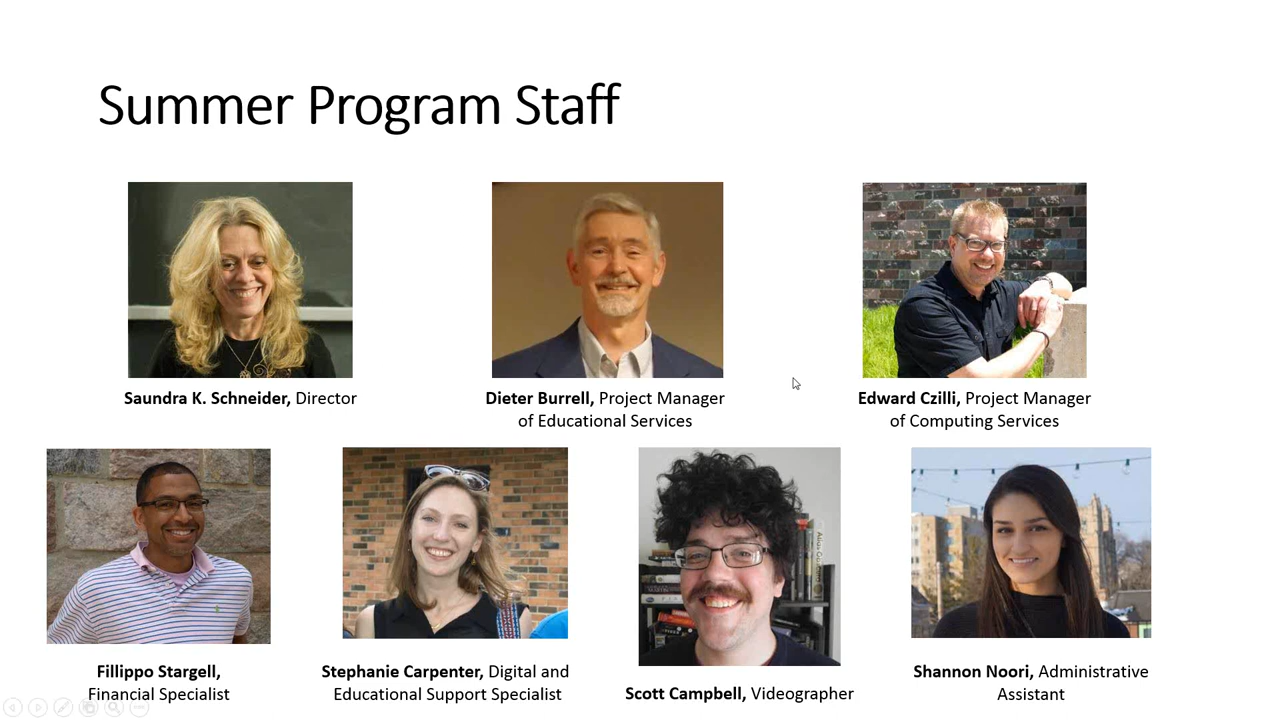 Summer Program Staff
Saundra K. Schneider, Director
Dieter Burrell, Project Manager
of Educational Services
Edward Czilli, Project Manager
of Computing Services
Fillippo Stargell,
Financial Specialist
Stephanie Carpenter, Digital and
Educational Support Specialist
Scott Campbell, Videographer
Shannon Noori, Administrative
Assistant